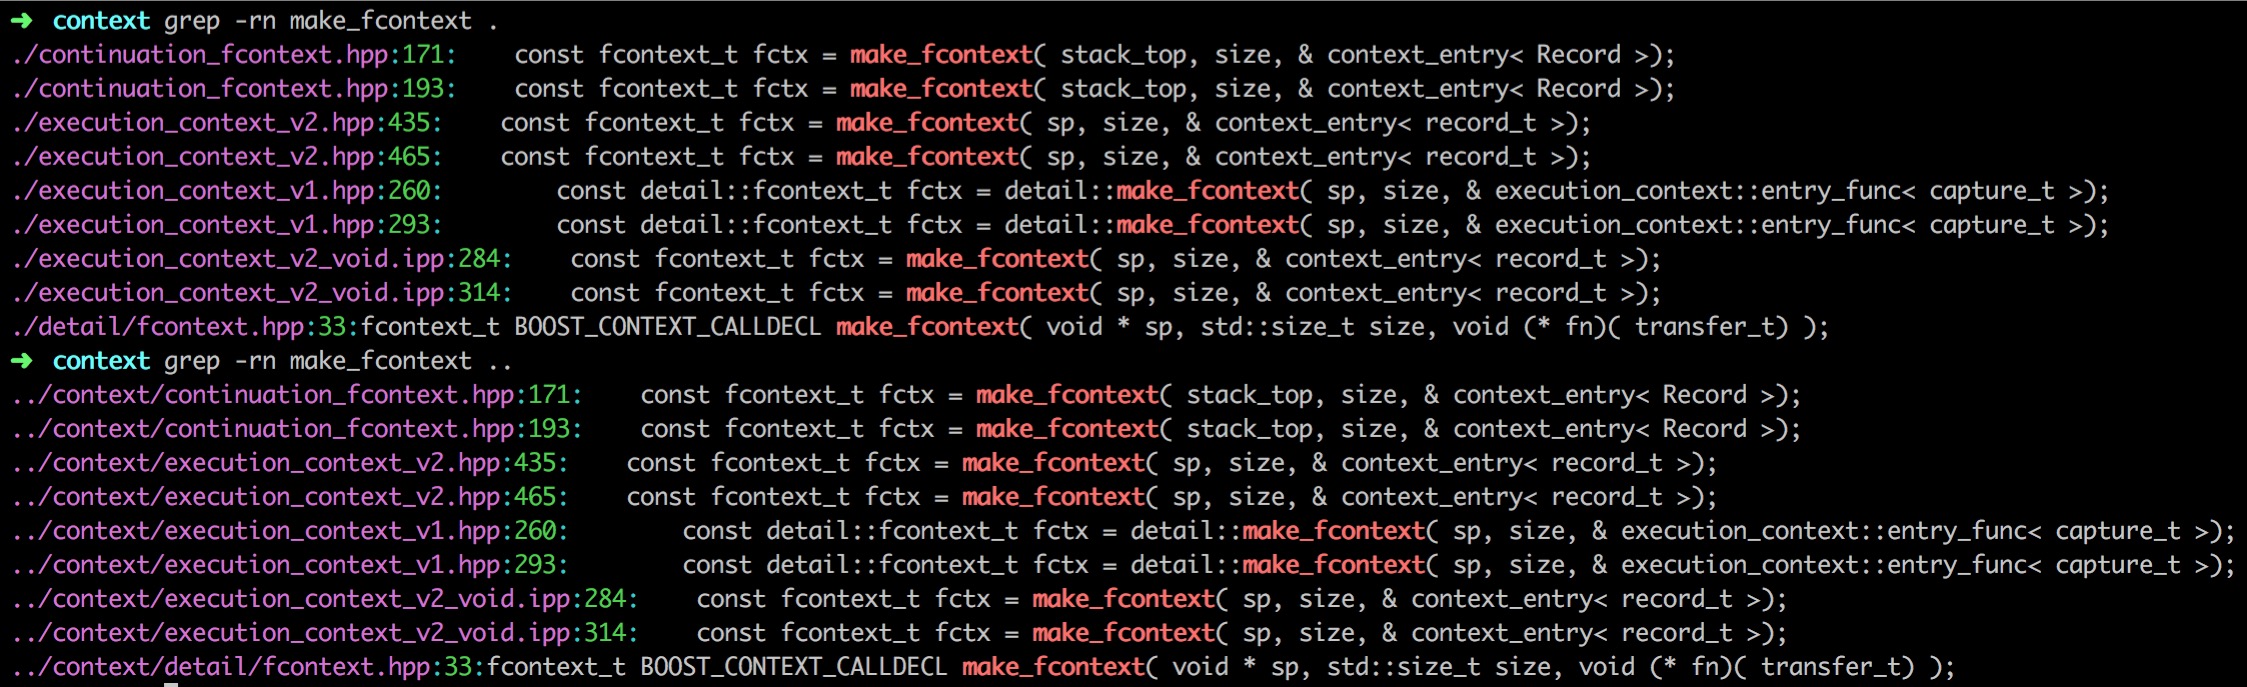 ➜  context grep -rn make_fcontext .
./continuation_fcontext.hpp:171:    const fcontext_t fctx = make_fcontext( stack_top, size, & context_entry< Record >);
./continuation_fcontext.hpp:193:    const fcontext_t fctx = make_fcontext( stack_top, size, & context_entry< Record >);
./execution_context_v2.hpp:435:    const fcontext_t fctx = make_fcontext( sp, size, & context_entry< record_t >);
./execution_context_v2.hpp:465:    const fcontext_t fctx = make_fcontext( sp, size, & context_entry< record_t >);
./execution_context_v1.hpp:260:        const detail::fcontext_t fctx = detail::make_fcontext( sp, size, & execution_context::entry_func< capture_t >);
./execution_context_v1.hpp:293:        const detail::fcontext_t fctx = detail::make_fcontext( sp, size, & execution_context::entry_func< capture_t >);
./execution_context_v2_void.ipp:284:    const fcontext_t fctx = make_fcontext( sp, size, & context_entry< record_t >);
./execution_context_v2_void.ipp:314:    const fcontext_t fctx = make_fcontext( sp, size, & context_entry< record_t >);
./detail/fcontext.hpp:33:fcontext_t BOOST_CONTEXT_CALLDECL make_fcontext( void * sp, std::size_t size, void (* fn)( transfer_t) );
➜  context grep -rn make_fcontext ..
../context/continuation_fcontext.hpp:171:    const fcontext_t fctx = make_fcontext( stack_top, size, & context_entry< Record >);
../context/continuation_fcontext.hpp:193:    const fcontext_t fctx = make_fcontext( stack_top, size, & context_entry< Record >);
../context/execution_context_v2.hpp:435:    const fcontext_t fctx = make_fcontext( sp, size, & context_entry< record_t >);
../context/execution_context_v2.hpp:465:    const fcontext_t fctx = make_fcontext( sp, size, & context_entry< record_t >);
../context/execution_context_v1.hpp:260:        const detail::fcontext_t fctx = detail::make_fcontext( sp, size, & execution_context::entry_func< capture_t >);
../context/execution_context_v1.hpp:293:        const detail::fcontext_t fctx = detail::make_fcontext( sp, size, & execution_context::entry_func< capture_t >);
../context/execution_context_v2_void.ipp:284:    const fcontext_t fctx = make_fcontext( sp, size, & context_entry< record_t >);
../context/execution_context_v2_void.ipp:314:    const fcontext_t fctx = make_fcontext( sp, size, & context_entry< record_t >);
../context/detail/fcontext.hpp:33:fcontext_t BOOST_CONTEXT_CALLDECL make_fcontext( void * sp, std::size_t size, void (* fn)( transfer_t) );